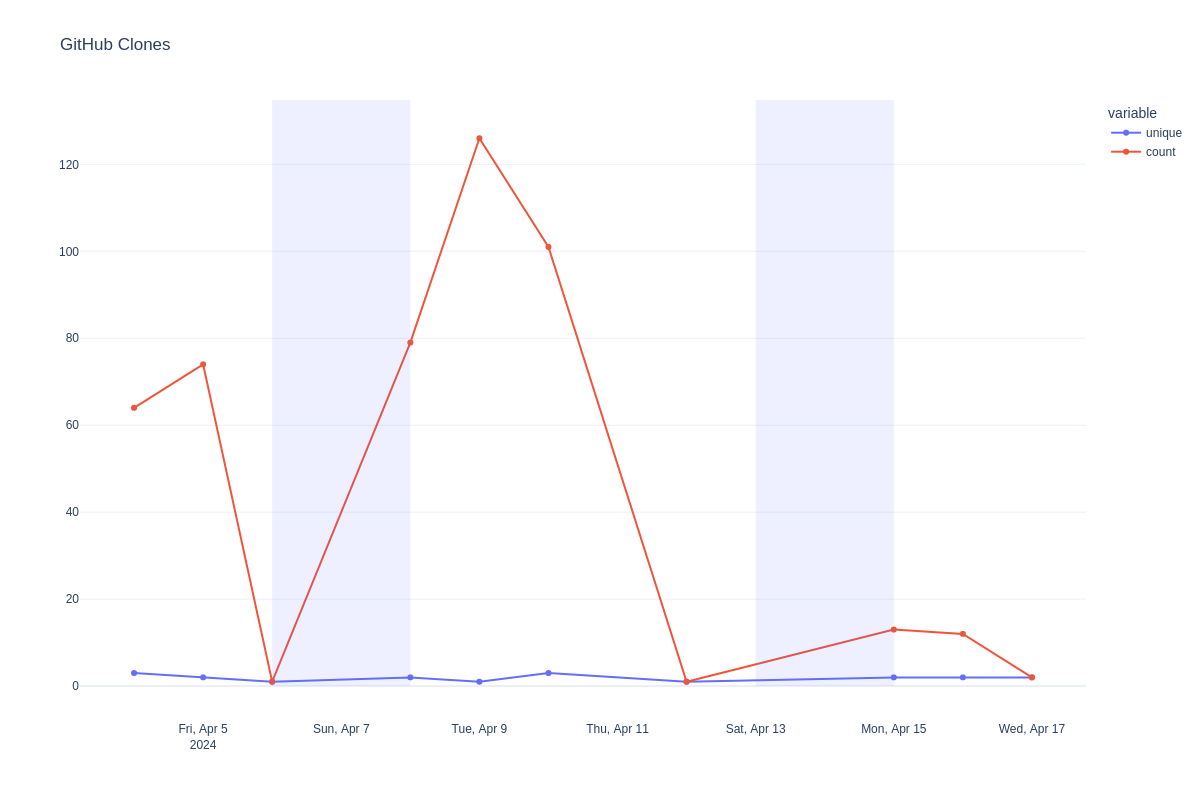 GitHub Clones
variable
unique
count
120
100
80
60
40
20
0
Fri, Apr 5
2024
Sun, Apr 7
Tue, Apr 9
Thu, Apr 11
Sat, Apr 13
Mon, Apr 15
Wed, Apr 17